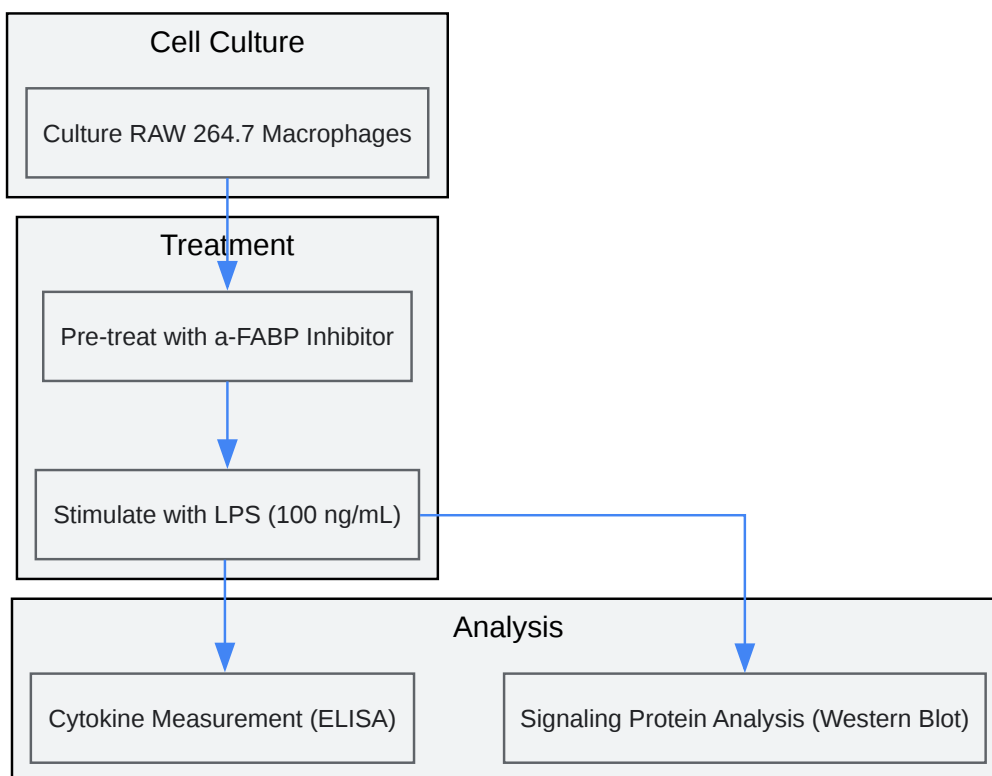 Cell Culture
Culture RAW 264.7 Macrophages
Treatment
Pre-treat with a-FABP Inhibitor
Stimulate with LPS (100 ng/mL)
Analysis
Cytokine Measurement (ELISA)
Signaling Protein Analysis (Western Blot)